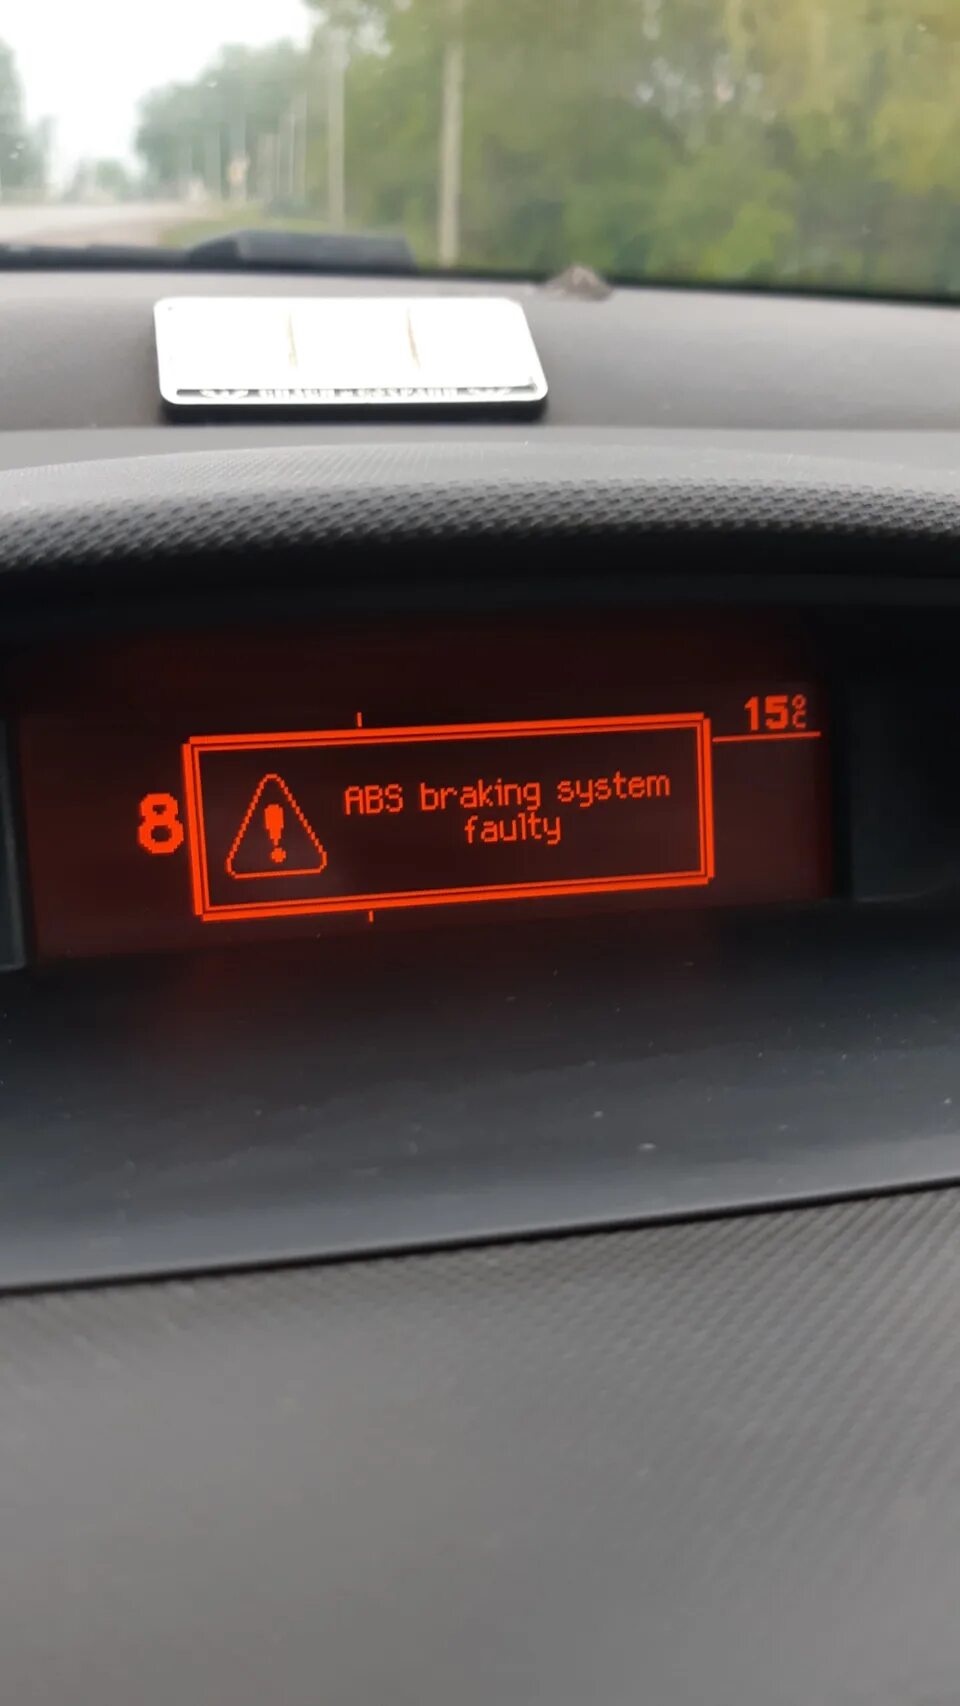 15°C
8
ABS braking system
faulty